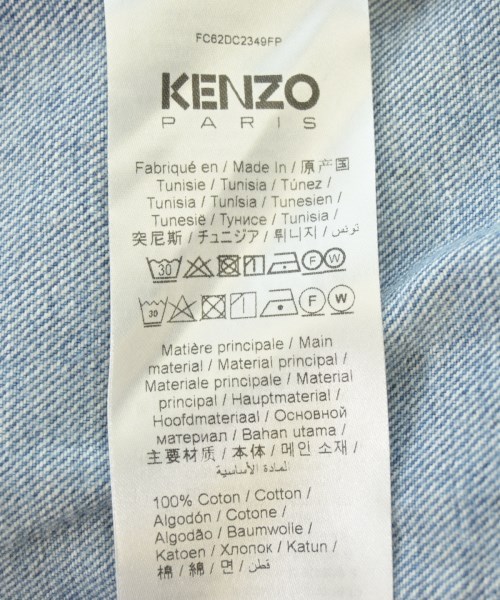 FC62DC2349FP
KENZO
PARIS
Fabriqué en / Made In / 原产国
Tunisie / Tunisia / Túnez /
Tunisia / Tunísia / Tunesien /
Tunesië / Тунисе / Tunisia /
突尼斯 / チュニジア / 튀니지 / تونس
30 F W
30 F W
Matière principale / Main
material / Material principal /
Materiale principale / Material
principal / Hauptmaterial /
Hoofdmateriaal / Основной
материал / Bahan utama /
主要材质 / 本体 / 메인 소재 /
المادة الأساسية
100% Coton / Cotton /
Algodón / Cotone /
Algodão / Baumwolle /
Katoen / Хлопок / Katun /
棉 / 綿 / 면 / قطن